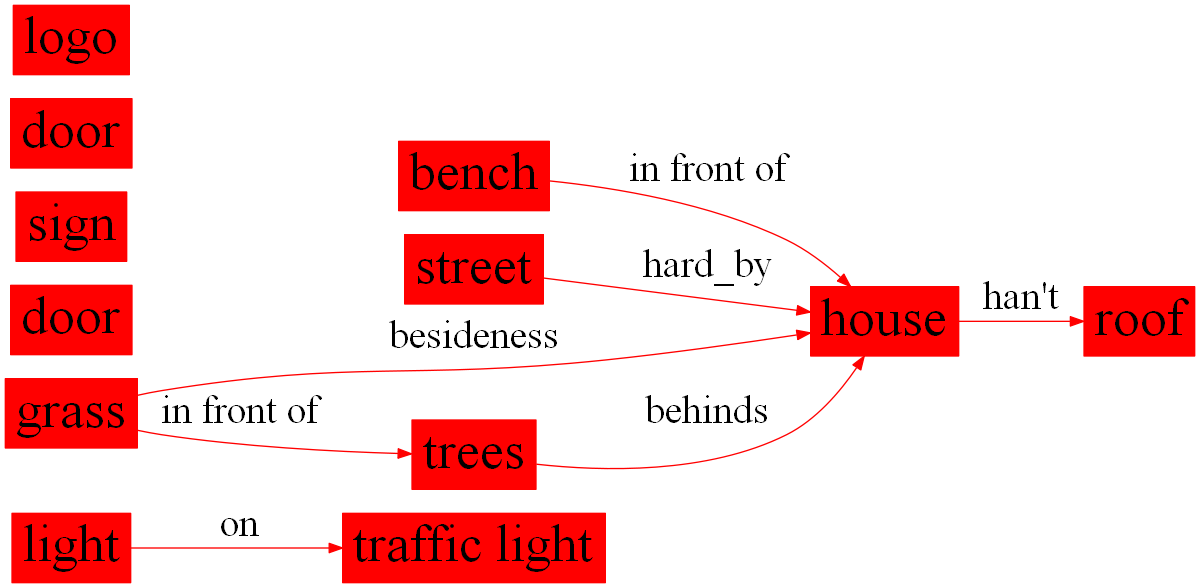 logo
door
bench
in front of
sign
street
hard_by
door
house
han't
roof
besideness
grass
in front of
trees
behinds
light
on
traffic light